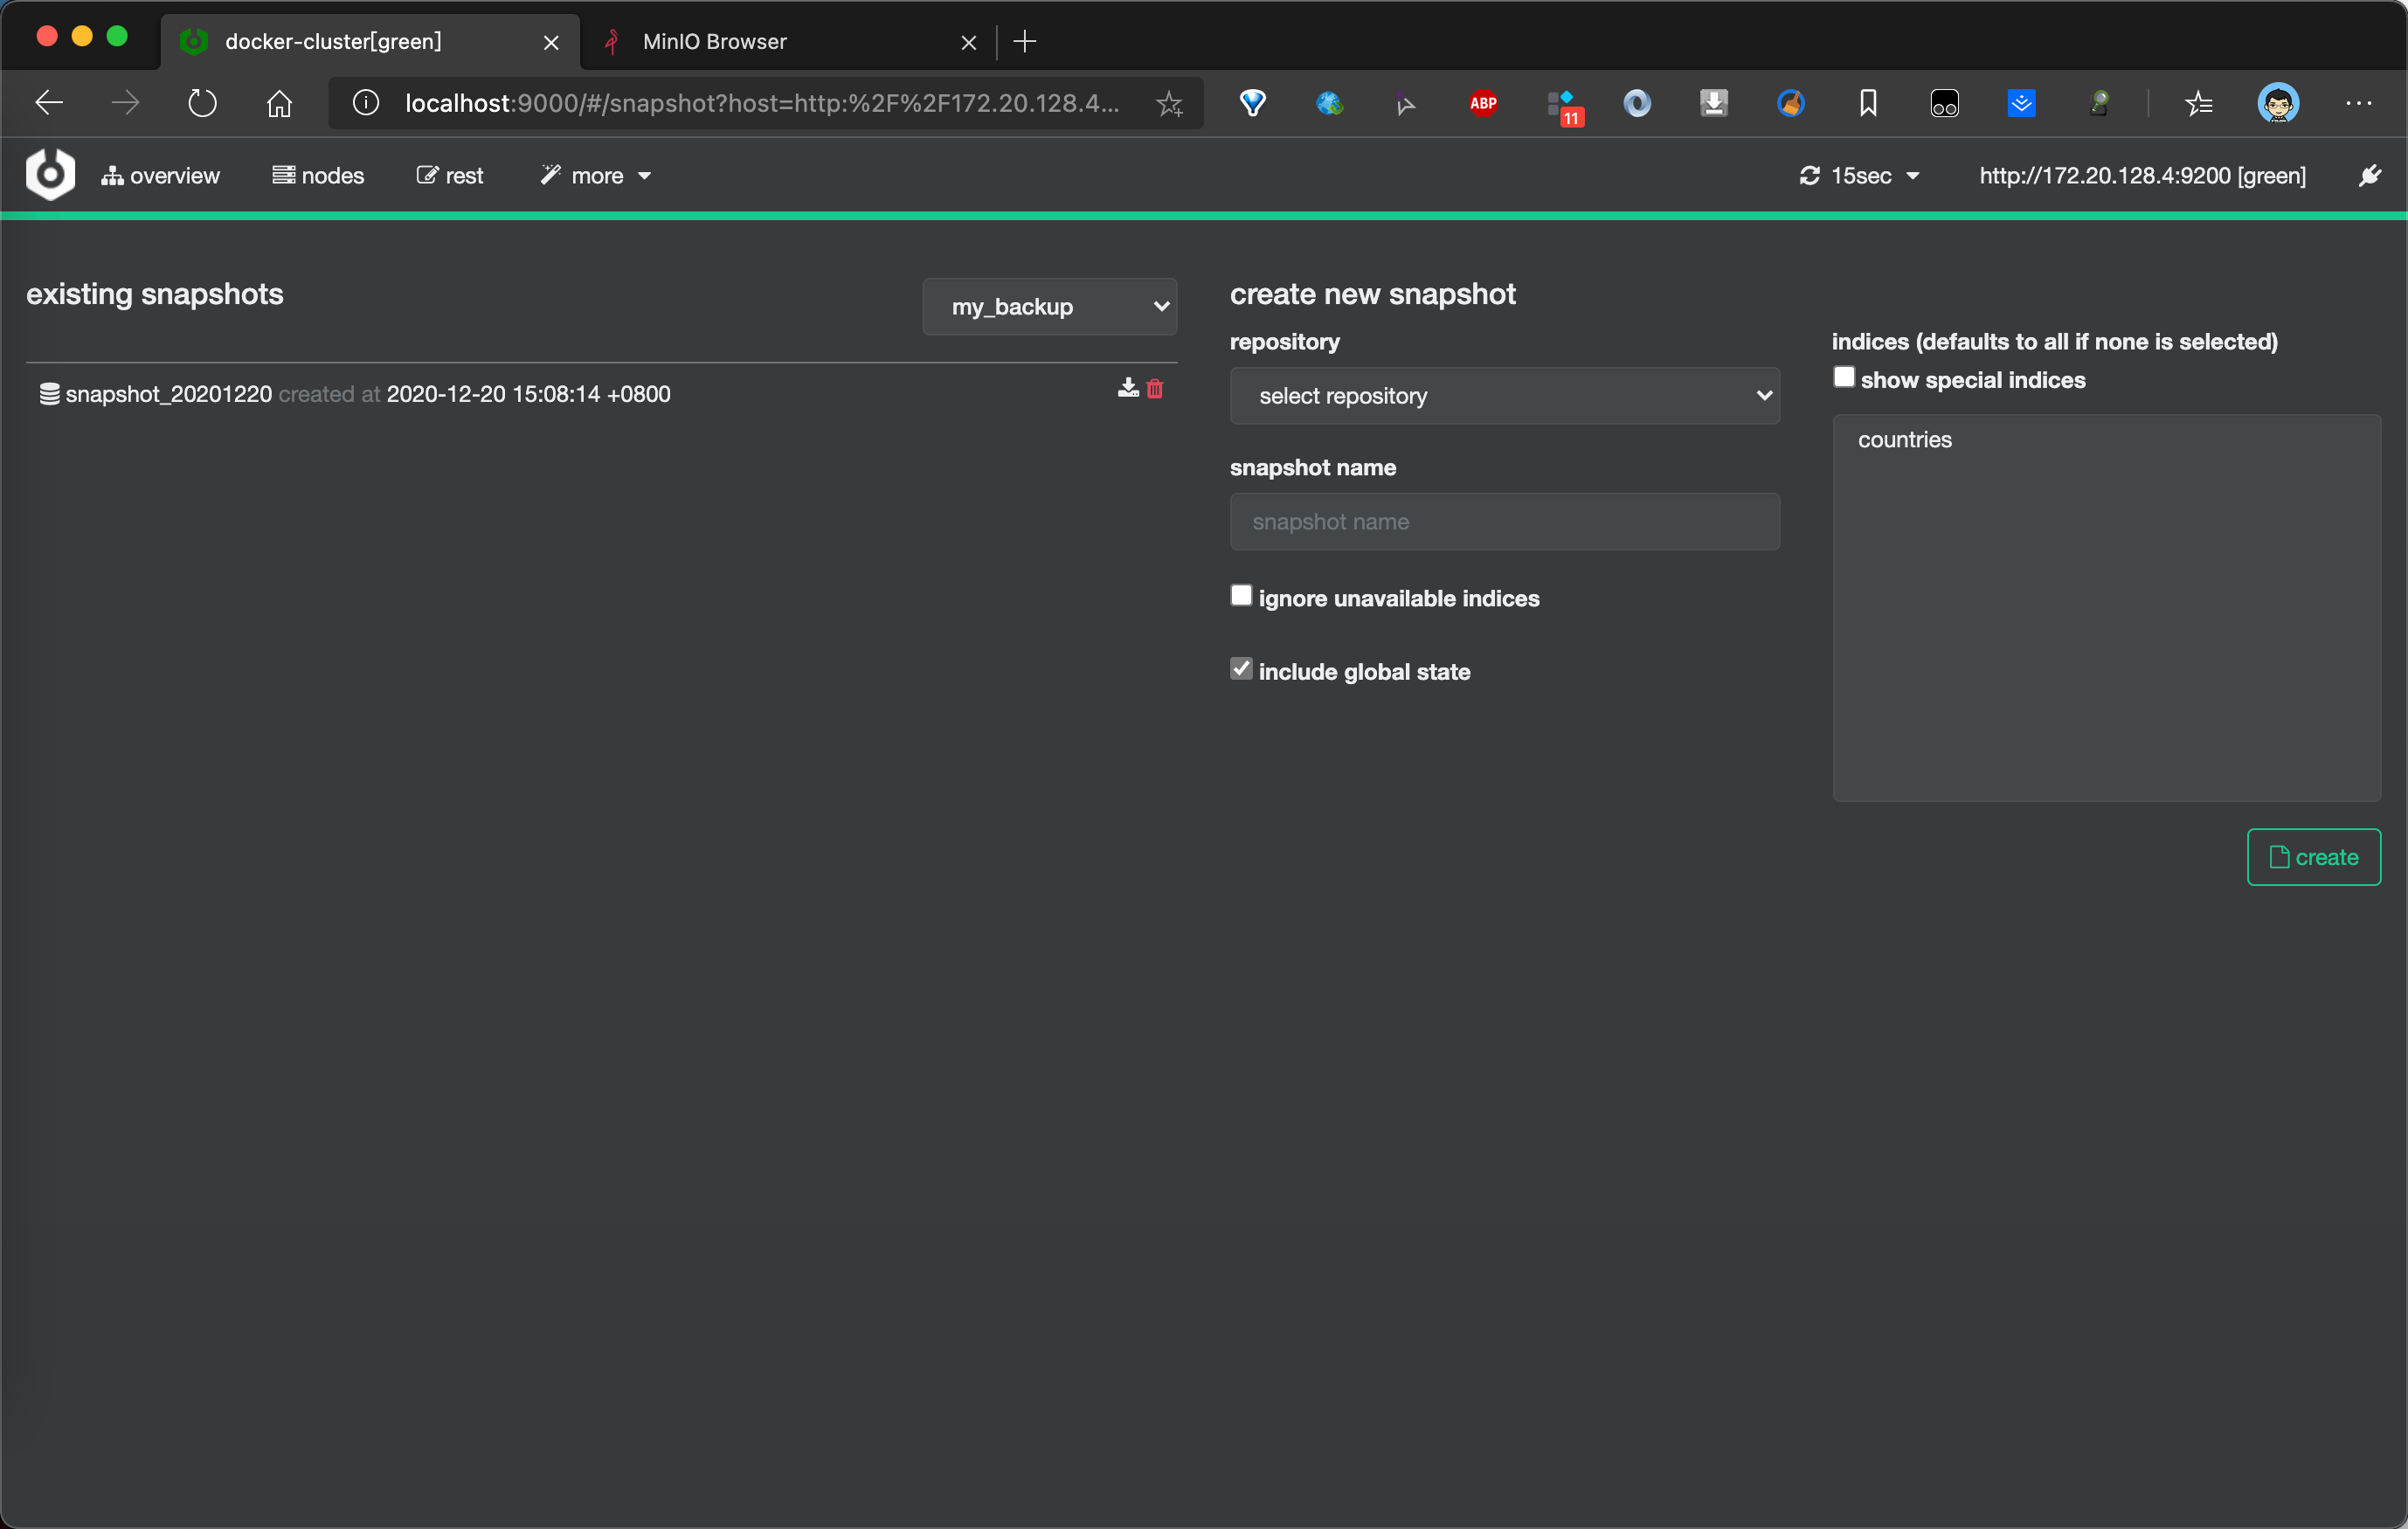 docker-cluster[green]
MinIO Browser
localhost:9000/#/snapshot?host=http:%2F%2F172.20.128.4...
ABP
11
overview
nodes
rest
more
15sec
http://172.20.128.4:9200 [green]
existing snapshots
my_backup
snapshot_20201220 created at 2020-12-20 15:08:14 +0800
create new snapshot
repository
select repository
snapshot name
snapshot name
ignore unavailable indices
include global state
indices (defaults to all if none is selected)
show special indices
countries
create